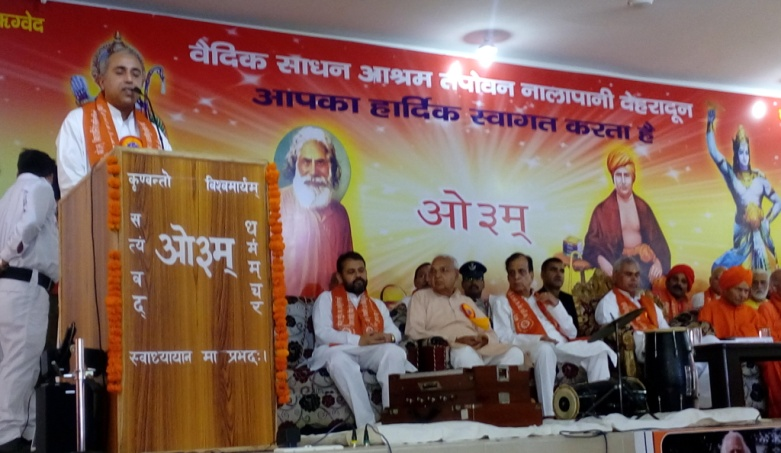 ऋग्वेद
वैदिक साधन आश्रम तपोवन नालापानी देहरादून
आपका हार्दिक स्वागत करता है
ओ३म्
कृण्वन्तो विश्वमार्यम्
सत्यं वद्
ओ३म्
धर्मम् चर
स्वाध्यायान मा प्रमदः।